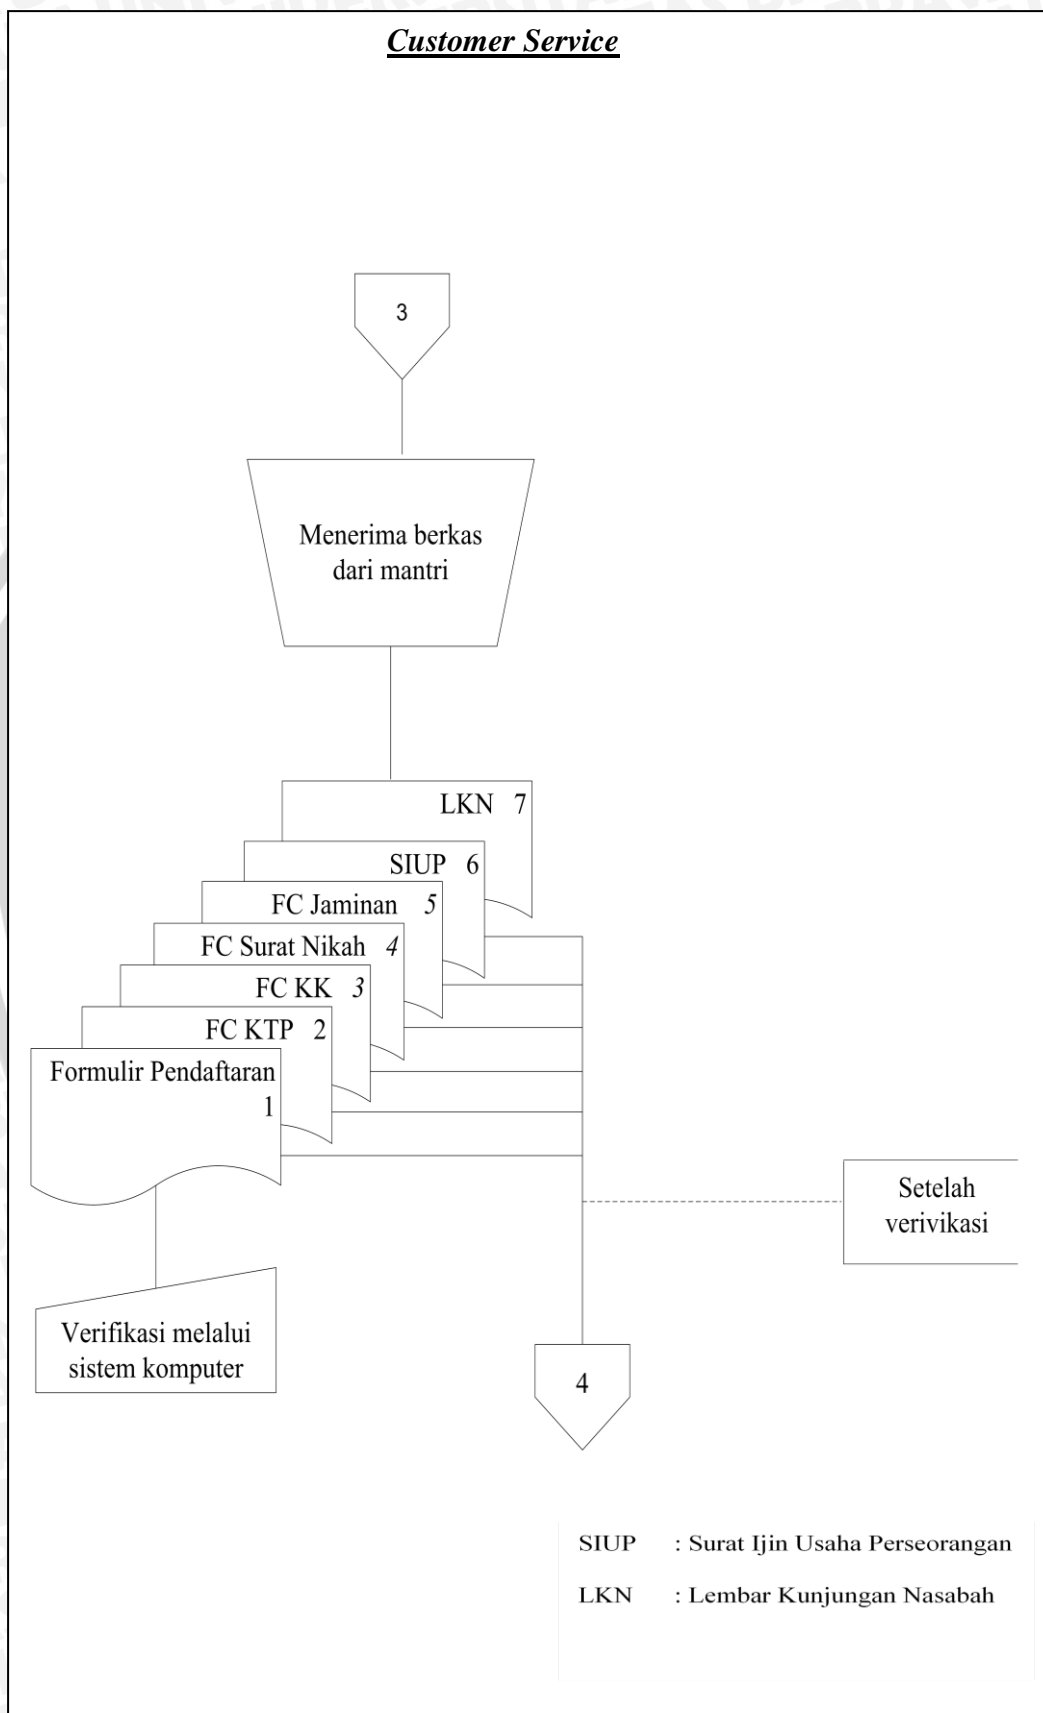 Customer Service
3
Menerima berkas
dari mantri
LKN 7
SIUP 6
FC Jaminan 5
FC Surat Nikah 4
FC KK 3
FC KTP 2
Formulir Pendaftaran
1
Setelah
verivikasi
Verifikasi melalui
sistem komputer
4
SIUP : Surat Ijin Usaha Perseorangan
LKN : Lembar Kunjungan Nasabah